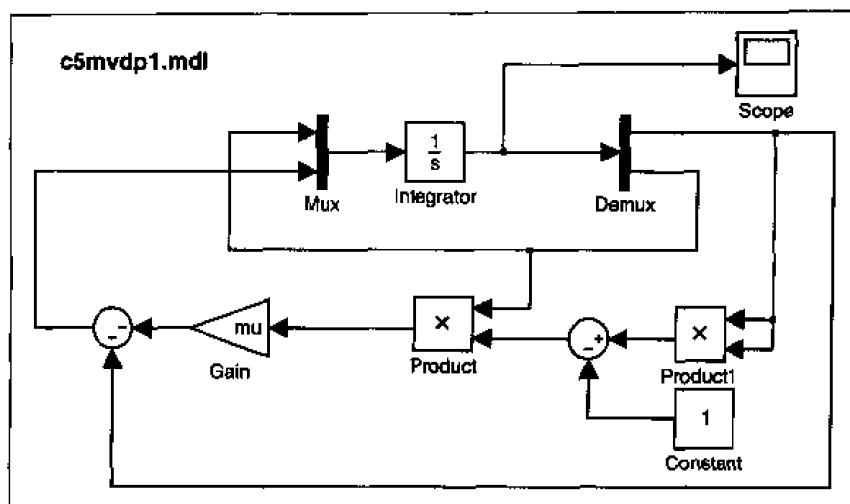 c5mvdp1.mdl
Scope
1
s
Mux
Integrator
Demux
mu
×
×
Gain
Product
Product1
1
Constant